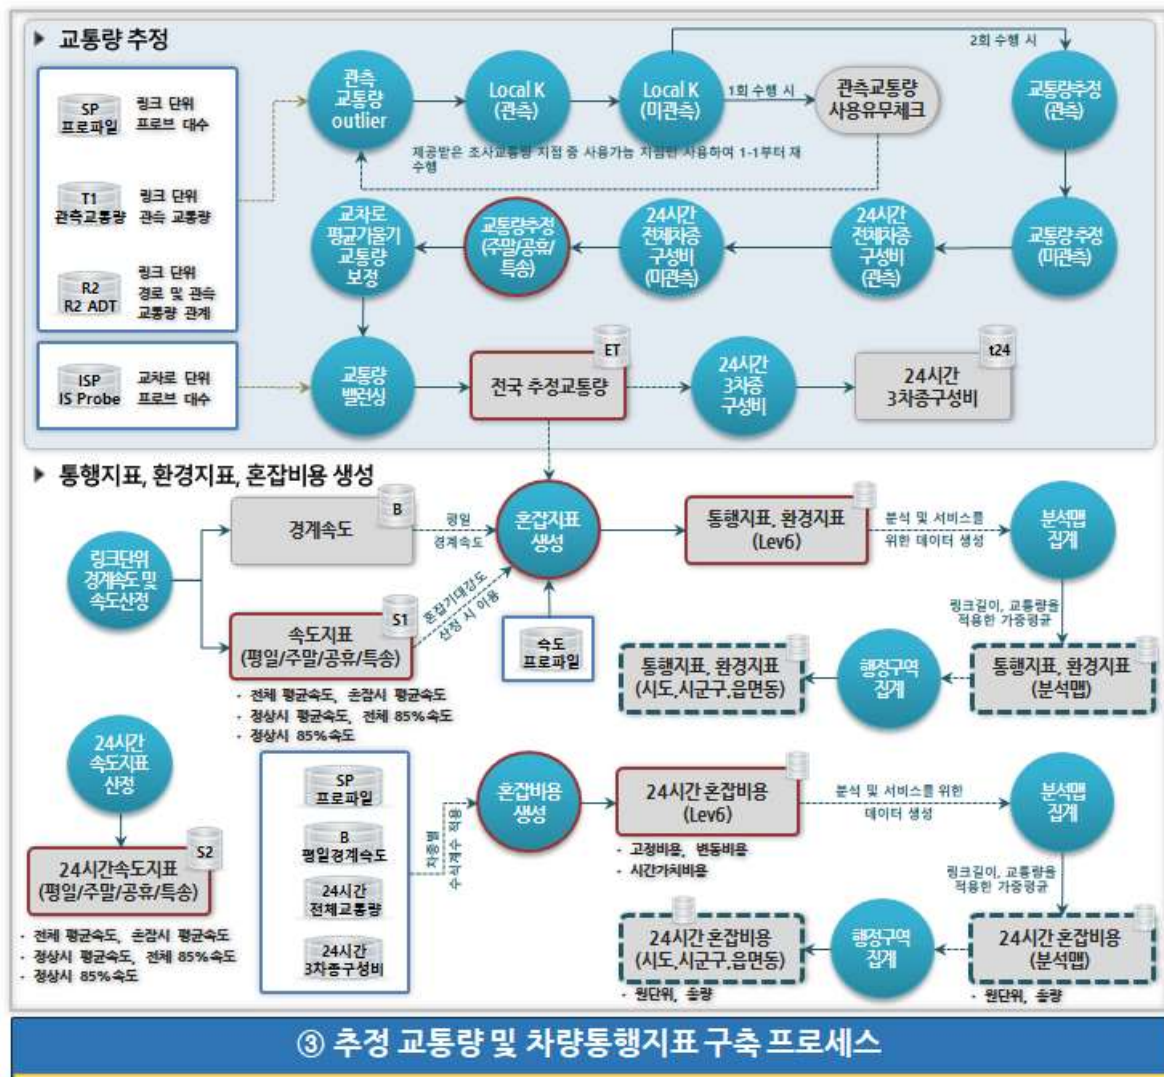 교통량 추정
SP
프로파일
링크 단위
프로브 대수
T1
관측교통량
링크 단위
관측 교통량
R2
R2 ADT
링크 단위
경로 및 관측
교통량 관계
ISP
IS Probe
교차로 단위
프로브 대수
관측
교통량
outlier
Local K
(관측)
Local K
(미관측)
1회 수행 시
2회 수행 시
관측교통량
사용유무체크
제공받은 조사교통량 지점 중 사용가능 지점만 사용하여 1-1부터 재
수행
교통량추정
(관측)
교통량추정
(미관측)
24시간
전체차종
구성비
(관측)
24시간
전체차종
구성비
(미관측)
교통량추정
(주말/공휴/
특송)
교차로
평균기울기
교통량
보정
교통량
밸런싱
ET
전국 추정교통량
24시간
3차종
구성비
t24
24시간
3차종구성비
통행지표, 환경지표, 혼잡비용 생성
링크단위
경계속도 및
속도산정
B
경계속도
평일
경계속도
S1
속도지표
(평일/주말/공휴/특송)
· 전체 평균속도, 혼잡시 평균속도
· 정상시 평균속도, 전체 85%속도
· 정상시 85%속도
혼잡기대강도
산정 시 이용
혼잡지표
생성
속도
프로파일
통행지표, 환경지표
(Lev6)
분석 및 서비스를
위한 데이터 생성
분석맵
집계
링크길이, 교통량을
적용한 가중평균
통행지표, 환경지표
(분석맵)
행정구역
집계
통행지표, 환경지표
(시도,시군구,읍면동)
24시간
속도지표
산정
S2
24시간속도지표
(평일/주말/공휴/특송)
· 전체 평균속도, 혼잡시 평균속도
· 정상시 평균속도, 전체 85%속도
· 정상시 85%속도
SP
프로파일
B
평일경계속도
24시간
전체교통량
24시간
3차종구성비
차종별
수식계수 적용
혼잡비용
생성
24시간 혼잡비용
(Lev6)
· 고정비용, 변동비용
· 시간가치비용
분석 및 서비스를 위한
데이터 생성
분석맵
집계
링크길이, 교통량을
적용한 가중평균
24시간 혼잡비용
(분석맵)
· 원단위, 총량
행정구역
집계
24시간 혼잡비용
(시도,시군구,읍면동)
· 원단위, 총량
③ 추정 교통량 및 차량통행지표 구축 프로세스